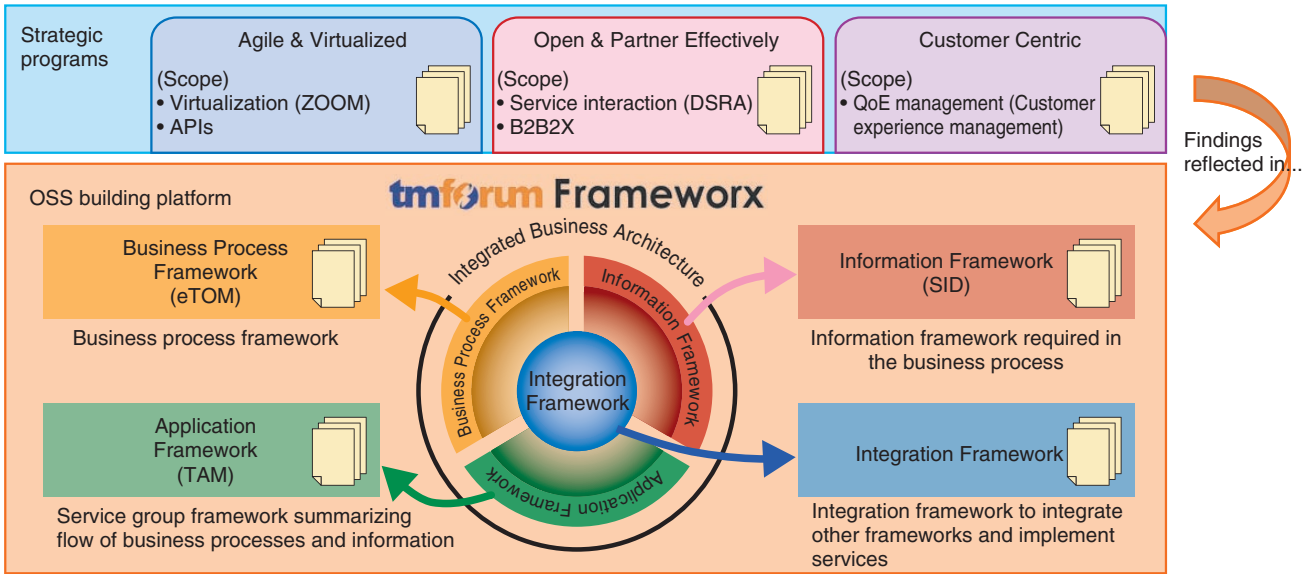 Strategic
programs
Agile & Virtualized
(Scope)
• Virtualization (ZOOM)
• APIs
Open & Partner Effectively
(Scope)
• Service interaction (DSRA)
• B2B2X
Customer Centric
(Scope)
• QoE management (Customer
experience management)
Findings
reflected in...
OSS building platform
tmforum Frameworx
Business Process
Framework
(eTOM)
Business process framework
Application
Framework
(TAM)
Service group framework summarizing
flow of business processes and information
Integrated Business Architecture
Business Process Framework
Information Framework
Application Framework
Integration
Framework
Information Framework
(SID)
Information framework required in
the business process
Integration Framework
Integration framework to integrate
other frameworks and implement
services